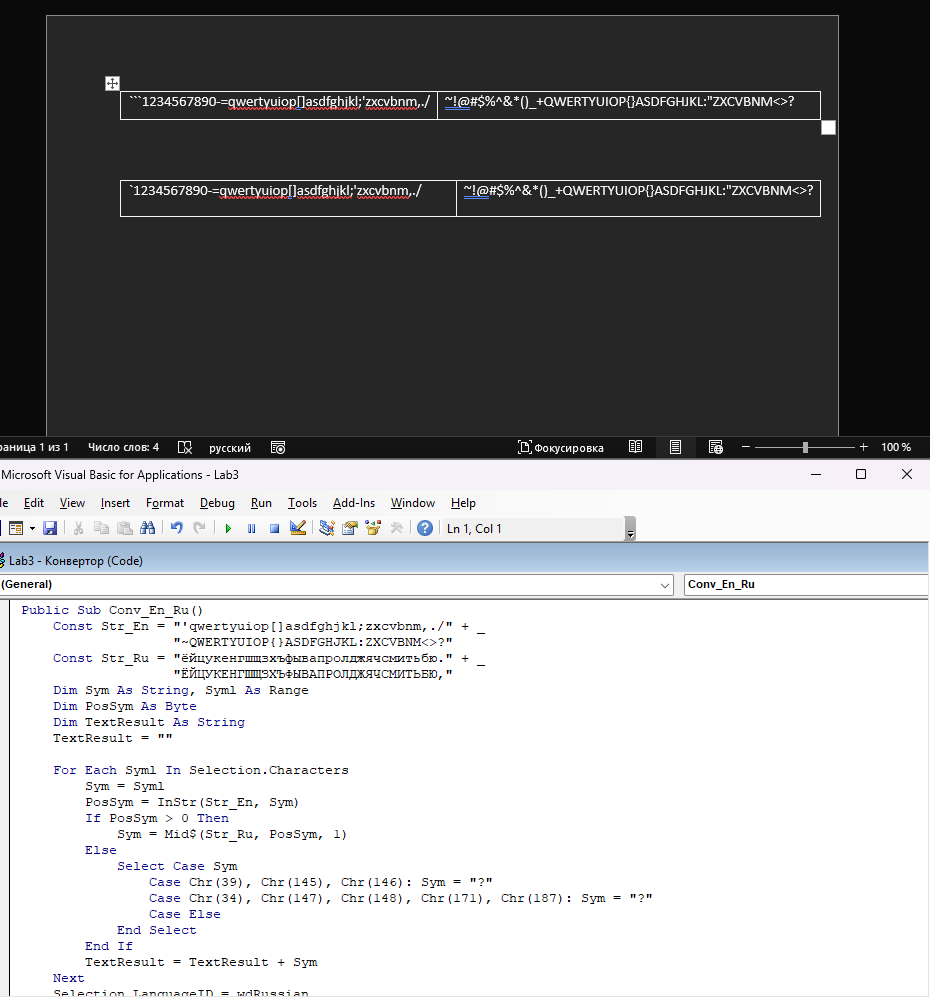 ```1234567890-=qwertyuiop[]asdfghjkl;'zxcvbnm,./ ~!@#$%^&*()_+QWERTYUIOP{}ASDFGHJKL:"ZXCVBNM<>?
`1234567890-=qwertyuiop[]asdfghjkl;'zxcvbnm,./ ~!@#$%^&*()_+QWERTYUIOP{}ASDFGHJKL:"ZXCVBNM<>?
раница 1 из 1 Число слов: 4 русский Фокусировка 100 %
Microsoft Visual Basic for Applications - Lab3
le Edit View Insert Format Debug Run Tools Add-Ins Window Help
Ln 1, Col 1
Lab3 - Конвертор (Code)
(General) Conv_En_Ru
Public Sub Conv_En_Ru()
Const Str_En = "'qwertyuiop[]asdfghjkl;zxcvbnm,./" + _
"~QWERTYUIOP{}ASDFGHJKL:ZXCVBNM<>?"
Const Str_Ru = "ёйцукенгшщзхъфывапролджячсмитьбю." + _
"ЁЙЦУКЕНГШЩЗХЪФЫВАПРОЛДЖЯЧСМИТЬБЮ,"
Dim Sym As String, Syml As Range
Dim PosSym As Byte
Dim TextResult As String
TextResult = ""
For Each Syml In Selection.Characters
Sym = Syml
PosSym = InStr(Str_En, Sym)
If PosSym > 0 Then
Sym = Mid$(Str_Ru, PosSym, 1)
Else
Select Case Sym
Case Chr(39), Chr(145), Chr(146): Sym = "?"
Case Chr(34), Chr(147), Chr(148), Chr(171), Chr(187): Sym = "?"
Case Else
End Select
End If
TextResult = TextResult + Sym
Next
Selection.LanguageID = wdRussian